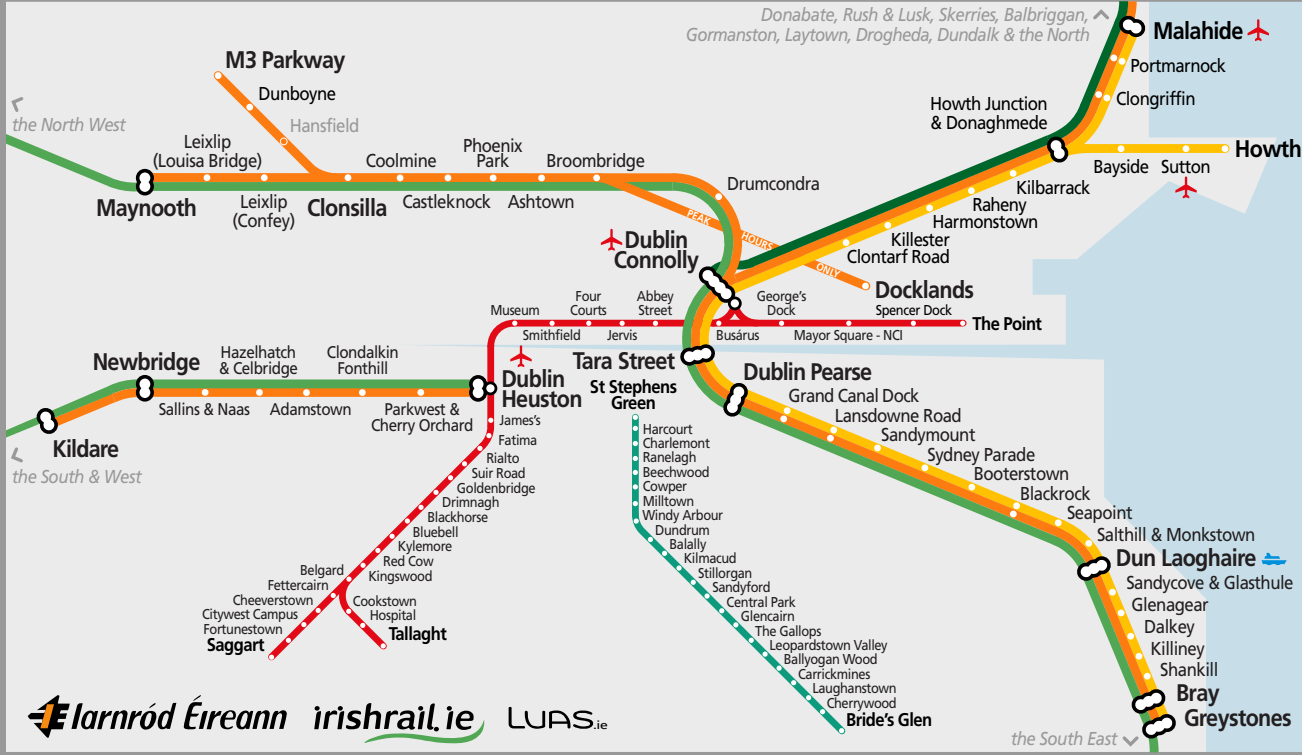 Donabate, Rush & Lusk, Skerries, Balbriggan,
Gormanston, Laytown, Drogheda, Dundalk & the North
Malahide
Portmarnock
Clongriffin
Howth Junction
& Donaghmede
Howth
Bayside
Sutton
Kilbarrack
Raheny
Harmonstown
Killester
Clontarf Road
M3 Parkway
Dunboyne
Hansfield
the North West
Leixlip
(Louisa Bridge)
Maynooth
Leixlip
(Confey)
Clonsilla
Coolmine
Castleknock
Phoenix
Park
Ashtown
Broombridge
Drumcondra
PEAK
HOURS
ONLY
Docklands
Dublin
Connolly
Museum
Smithfield
Four
Courts
Jervis
Abbey
Street
Busárus
George's
Dock
Mayor Square - NCI
Spencer Dock
The Point
Newbridge
Hazelhatch
& Celbridge
Clondalkin
Fonthill
Sallins & Naas
Adamstown
Parkwest &
Cherry Orchard
Dublin
Heuston
Kildare
the South & West
Tara Street
St Stephens
Green
Dublin Pearse
Grand Canal Dock
Lansdowne Road
Sandymount
Sydney Parade
Booterstown
Blackrock
Seapoint
Salthill & Monkstown
Dun Laoghaire
Sandycove & Glasthule
Glenagear
Dalkey
Killiney
Shankill
Bray
Greystones
the South East
James's
Fatima
Rialto
Suir Road
Goldenbridge
Drimnagh
Blackhorse
Bluebell
Kylemore
Red Cow
Kingswood
Belgard
Fettercairn
Cheeverstown
Citywest Campus
Fortunestown
Saggart
Cookstown
Hospital
Tallaght
Harcourt
Charlemont
Ranelagh
Beechwood
Cowper
Milltown
Windy Arbour
Dundrum
Balally
Kilmacud
Stillorgan
Sandyford
Central Park
Glencairn
The Gallops
Leopardstown Valley
Ballyogan Wood
Carrickmines
Laughanstown
Cherrywood
Bride's Glen
Iarnród Éireann
irishrail.ie
LUAS.ie